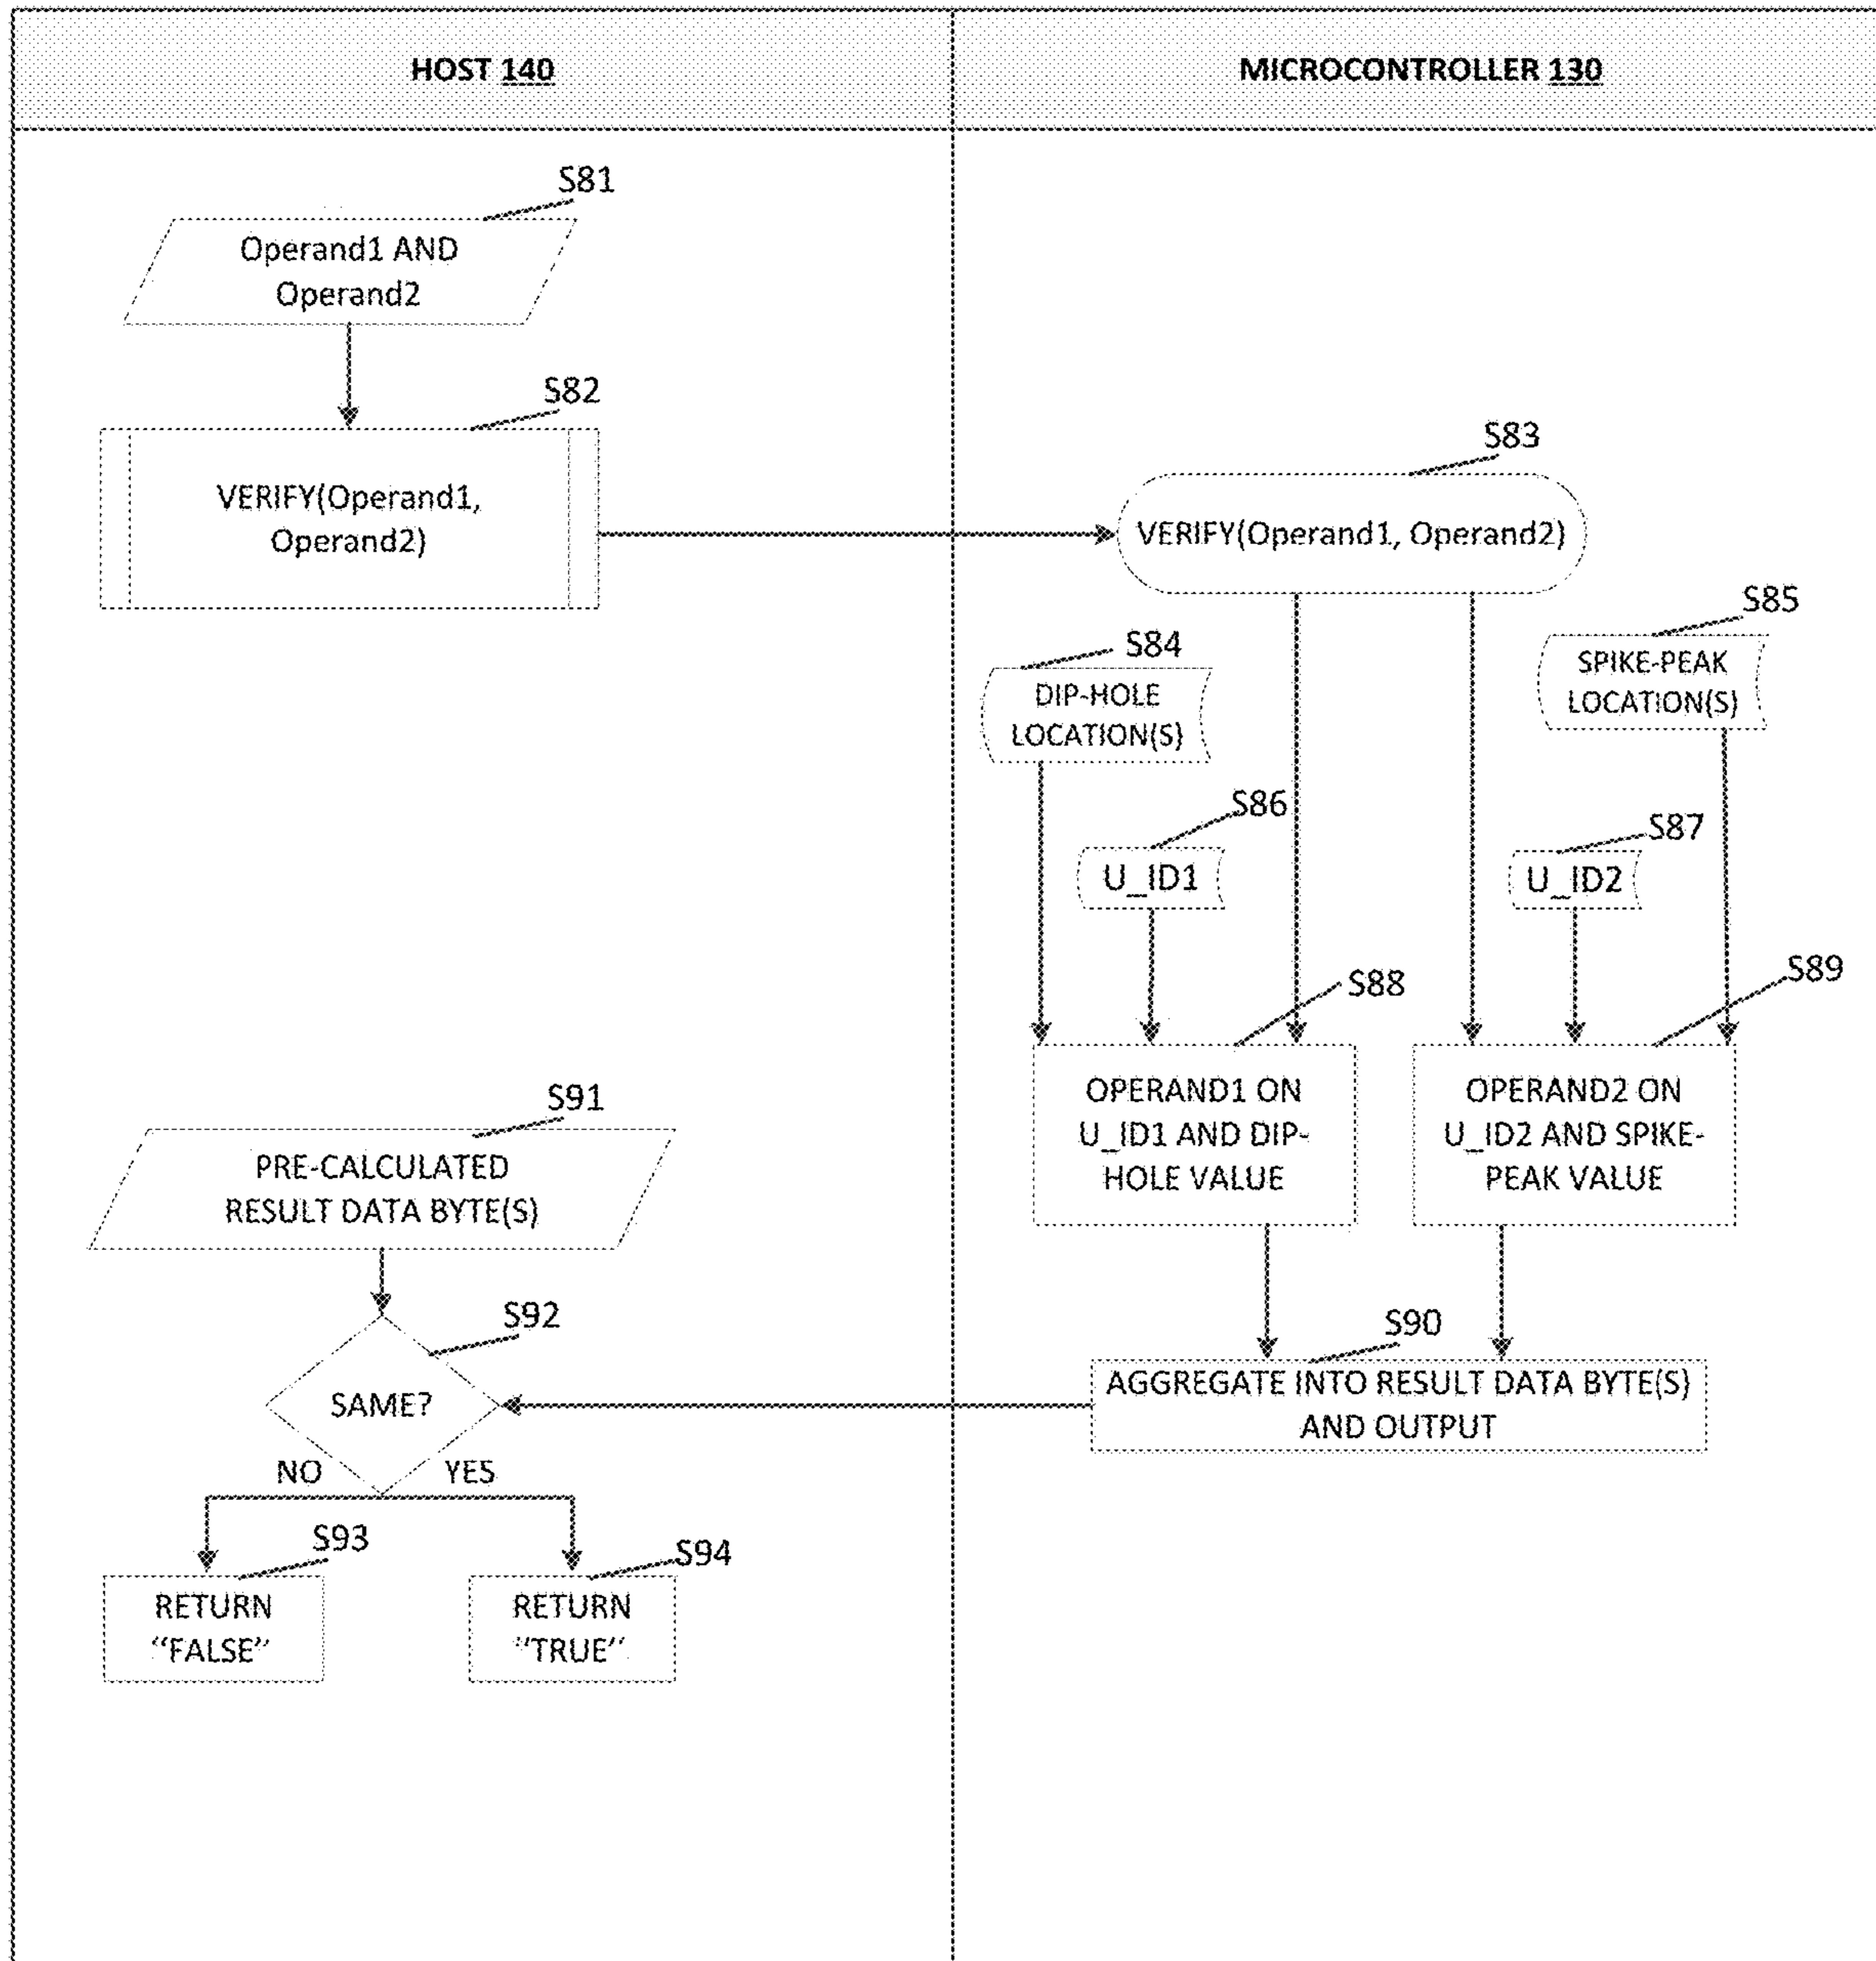 HOST 140
MICROCONTROLLER 130
S81
Operand1 AND
Operand2
S82
VERIFY(Operand1,
Operand2)
S83
VERIFY(Operand1, Operand2)
S84
DIP-HOLE
LOCATION(S)
S85
SPIKE-PEAK
LOCATION(S)
S86
U_ID1
S87
U_ID2
S88
OPERAND1 ON
U_ID1 AND DIP-
HOLE VALUE
S89
OPERAND2 ON
U_ID2 AND SPIKE-
PEAK VALUE
S90
AGGREGATE INTO RESULT DATA BYTE(S)
AND OUTPUT
S91
PRE-CALCULATED
RESULT DATA BYTE(S)
S92
SAME?
NO
YES
S93
RETURN
"FALSE"
S94
RETURN
"TRUE"